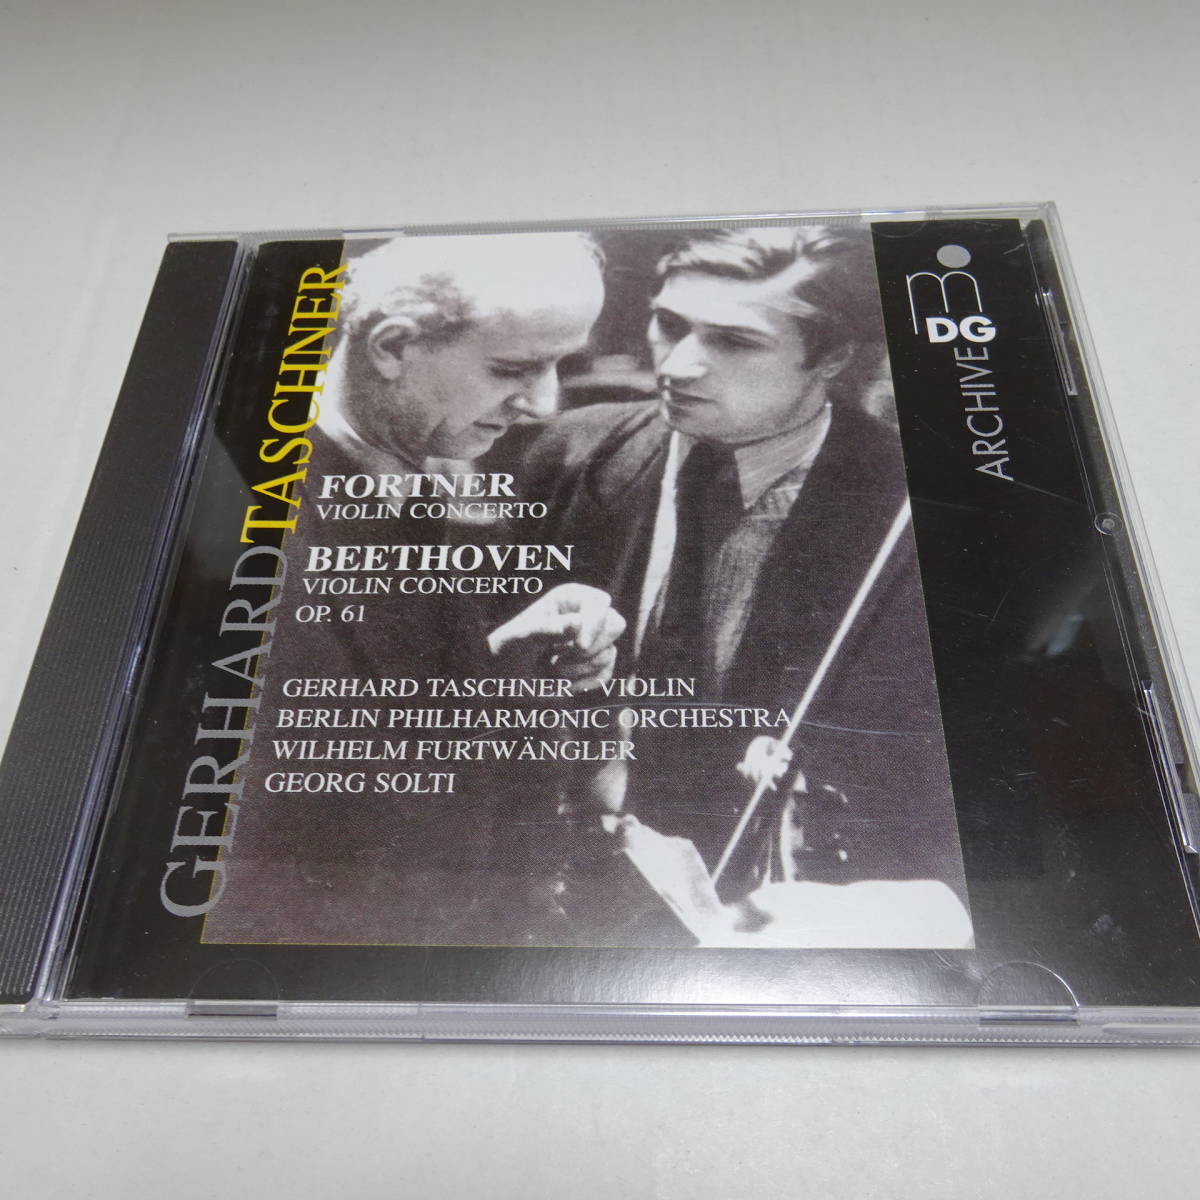 GERHARD TASCHNER
FORTNER
VIOLIN CONCERTO
BEETHOVEN
VIOLIN CONCERTO
OP. 61
GERHARD TASCHNER · VIOLIN
BERLIN PHILHARMONIC ORCHESTRA
WILHELM FURTWÄNGLER
GEORG SOLTI
m
DG
ARCHIVE